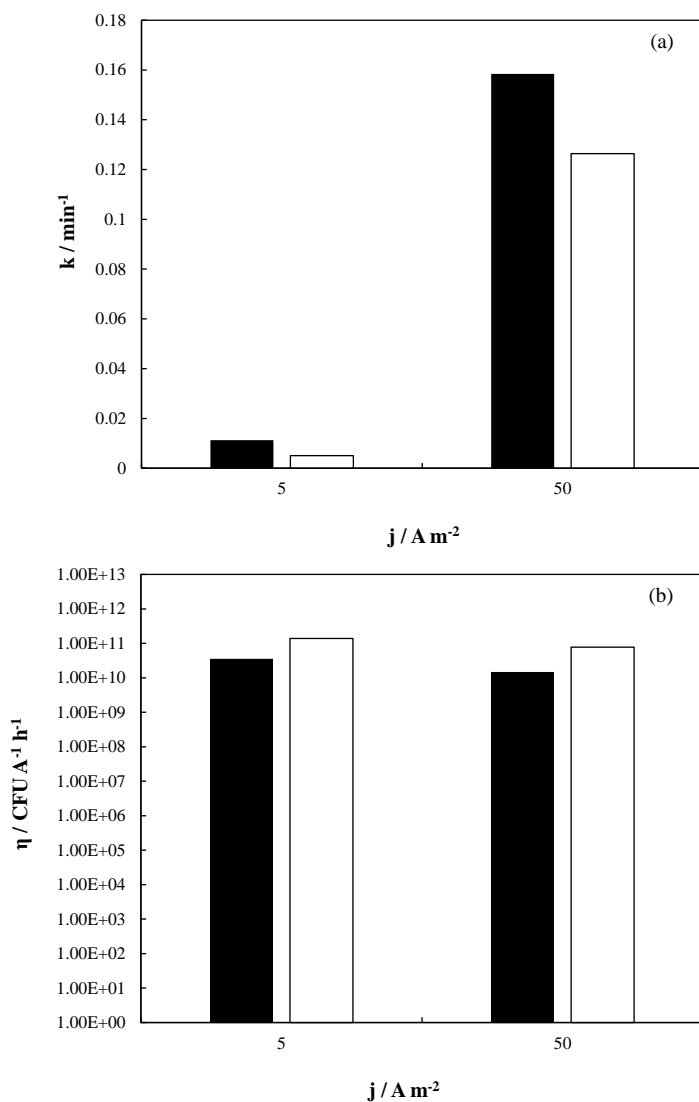 (a)
0.18
0.16
0.14
0.12
0.1
0.08
0.06
0.04
0.02
0
k / min⁻¹
5 50
j / A m⁻²
(b)
1.00E+13
1.00E+12
1.00E+11
1.00E+10
1.00E+09
1.00E+08
1.00E+07
1.00E+06
1.00E+05
1.00E+04
1.00E+03
1.00E+02
1.00E+01
1.00E+00
η / CFU A⁻¹ h⁻¹
5 50
j / A m⁻²